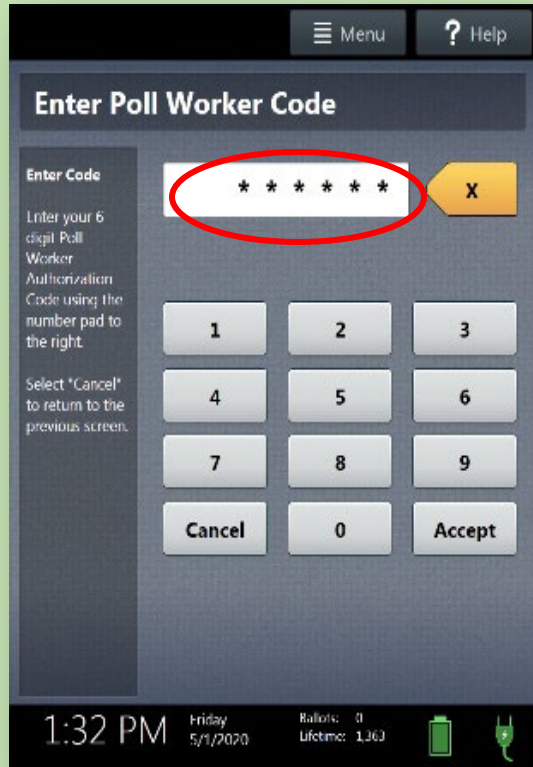 Menu
? Help
Enter Poll Worker Code
Enter Code
Enter your 6
digit Poll
Worker
Authorization
Code using the
number pad to
the right.
Select "Cancel"
to return to the
previous screen.
* * * * * *
X
1 2 3
4 5 6
7 8 9
Cancel 0 Accept
1:32 PM
Friday
5/1/2020
Ballots: 0
Lifetime: 1,363